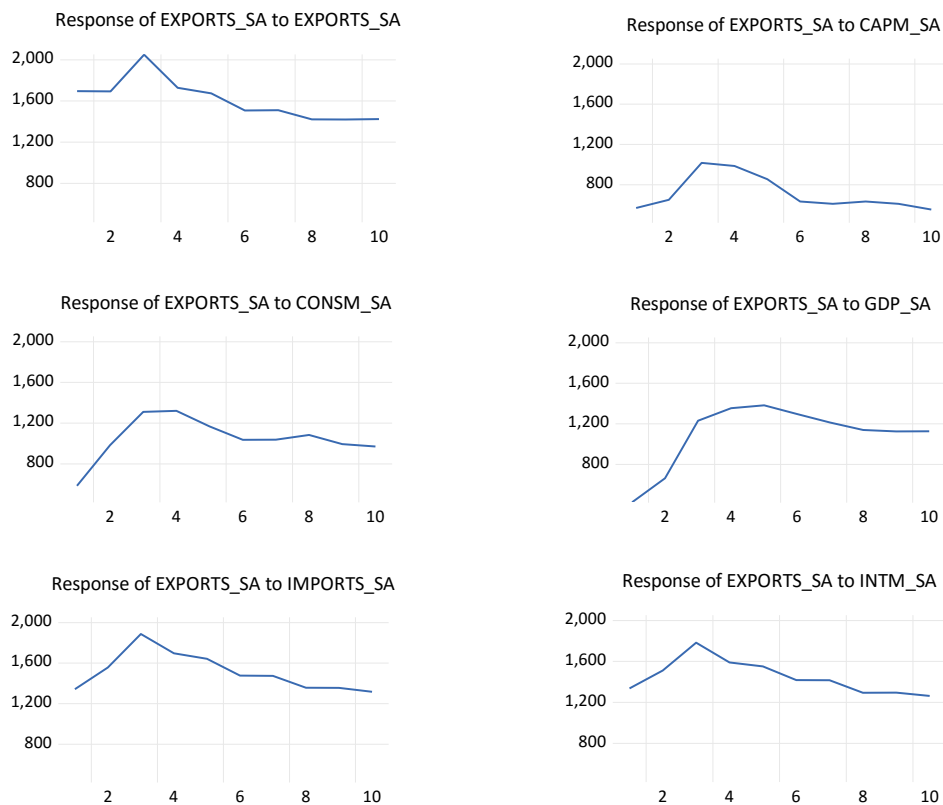 Response of EXPORTS_SA to EXPORTS_SA
2,000
1,600
1,200
800
2 4 6 8 10
Response of EXPORTS_SA to CAPM_SA
2,000
1,600
1,200
800
2 4 6 8 10
Response of EXPORTS_SA to CONSM_SA
2,000
1,600
1,200
800
2 4 6 8 10
Response of EXPORTS_SA to GDP_SA
2,000
1,600
1,200
800
2 4 6 8 10
Response of EXPORTS_SA to IMPORTS_SA
2,000
1,600
1,200
800
2 4 6 8 10
Response of EXPORTS_SA to INTM_SA
2,000
1,600
1,200
800
2 4 6 8 10